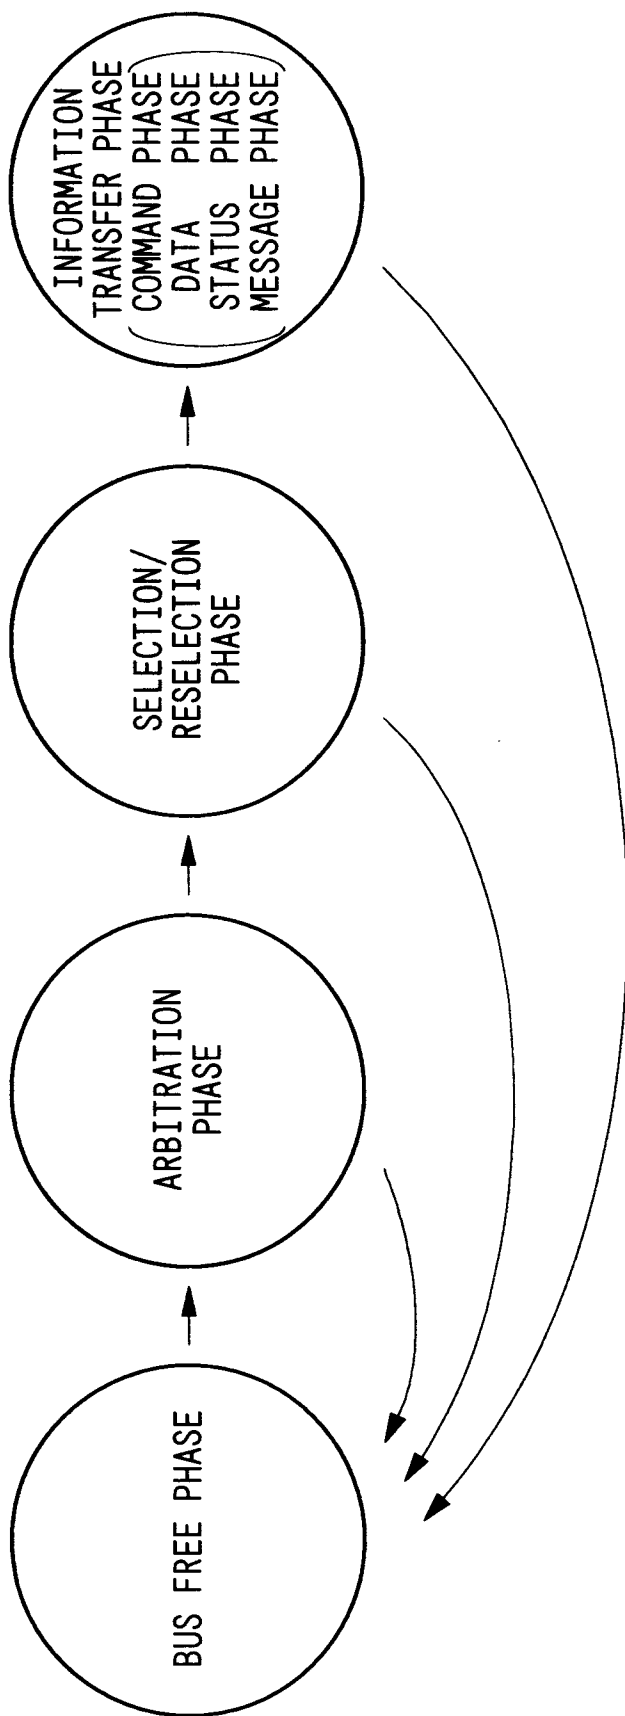 BUS FREE PHASE
ARBITRATION
PHASE
SELECTION/
RESELECTION
PHASE
INFORMATION
TRANSFER PHASE
COMMAND PHASE
DATA PHASE
STATUS PHASE
MESSAGE PHASE